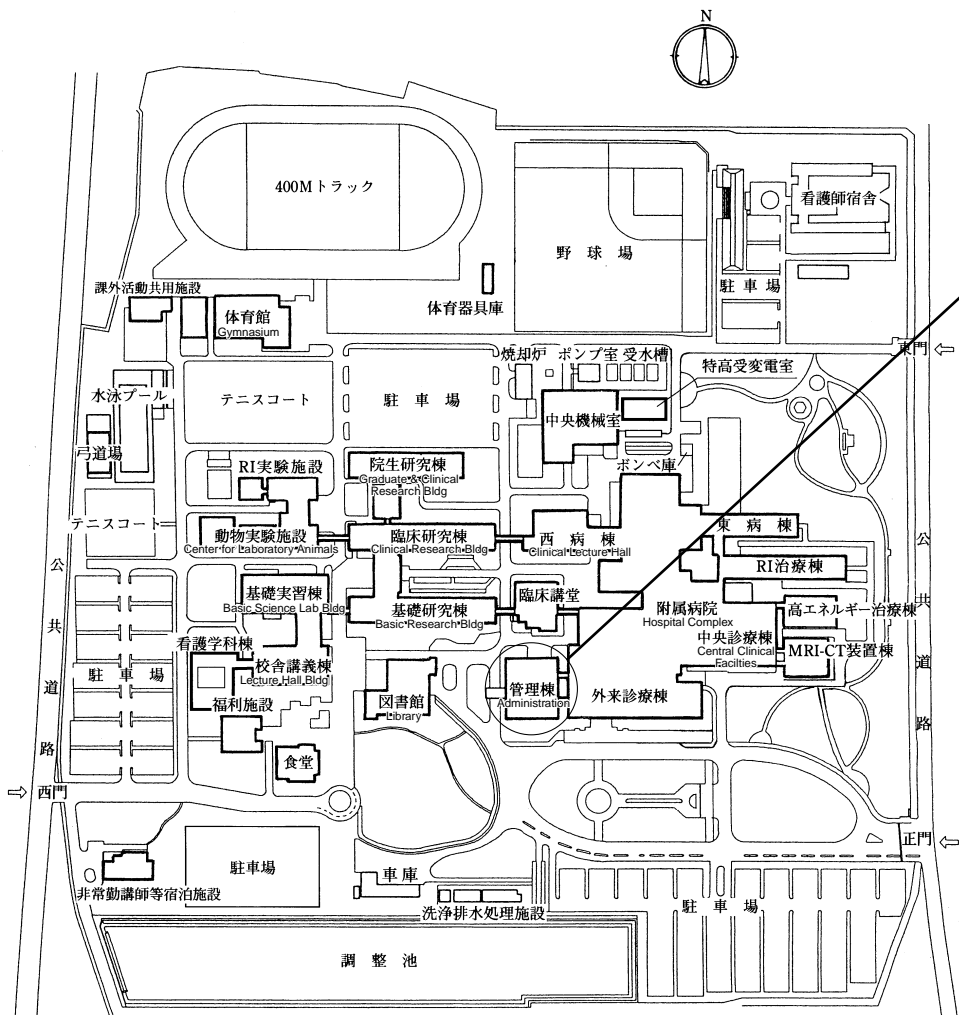 N
400Mトラック
看護師宿舎
野球場
駐車場
課外活動共用施設
体育館
Gymnasium
体育器具庫
東門
焼却炉
ポンプ室
受水槽
特高受変電室
水泳プール
テニスコート
駐車場
中央機械室
弓道場
RI実験施設
院生研究棟
Graduate & Clinical
Research Bldg
ボンベ庫
テニスコート
動物実験施設
Center for Laboratory Animals
臨床研究棟
Clinical Research Bldg
西病棟
Clinical Lecture Hall
東病棟
公共道路
公共道路
RI治療棟
基礎実習棟
Basic Science Lab Bldg
基礎研究棟
Basic Research Bldg
臨床講堂
附属病院
Hospital Complex
高エネルギー治療棟
中央診療棟
Central Clinical
Facilties
MRI-CT装置棟
看護学科棟
駐車場
校舎講義棟
Lecture Hall Bldg
福利施設
図書館
Library
管理棟
Administration
外来診療棟
食堂
西門
正門
駐車場
車庫
非常勤講師等宿泊施設
洗浄排水処理施設
駐車場
調整池